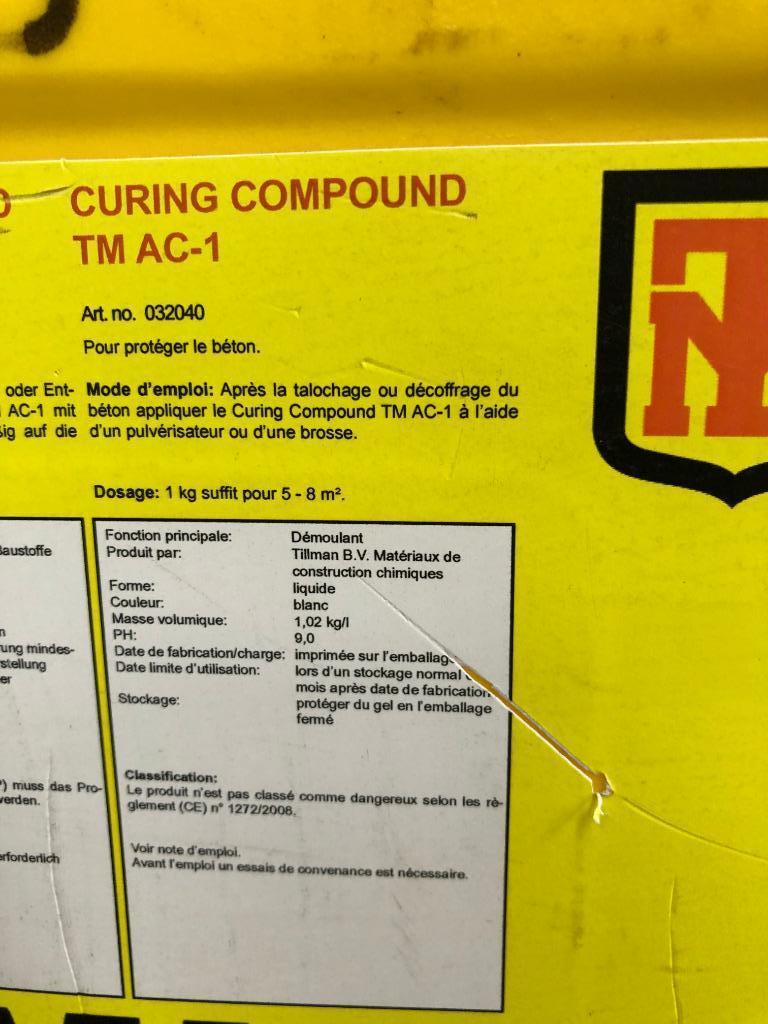 CURING COMPOUND
TM AC-1
Art. no. 032040
Pour protéger le béton.
oder Ent-
AC-1 mit
auf die
Mode d'emploi: Après la talochage ou décoffrage du
béton appliquer le Curing Compound TM AC-1 à l'aide
d'un pulvérisateur ou d'une brosse.
Dosage: 1 kg suffit pour 5 - 8 m².
Baustoffe
mindes-
stellung
er
) muss das Pro-
werden.
erforderlich
Fonction principale: Démoulant
Produit par: Tillman B.V. Matériaux de
construction chimiques
Forme: liquide
Couleur: blanc
Masse volumique: 1,02 kg/l
PH: 9,0
Date de fabrication/charge: imprimée sur l'emballag
Date limite d'utilisation: lors d'un stockage normal
mois après date de fabrication
Stockage: protéger du gel en l'emballage
fermé
Classification:
Le produit n'est pas classé comme dangereux selon les rè-
glement (CE) n° 1272/2008.
Voir note d'emploi.
Avant l'emploi un essais de convenance est nécessaire.